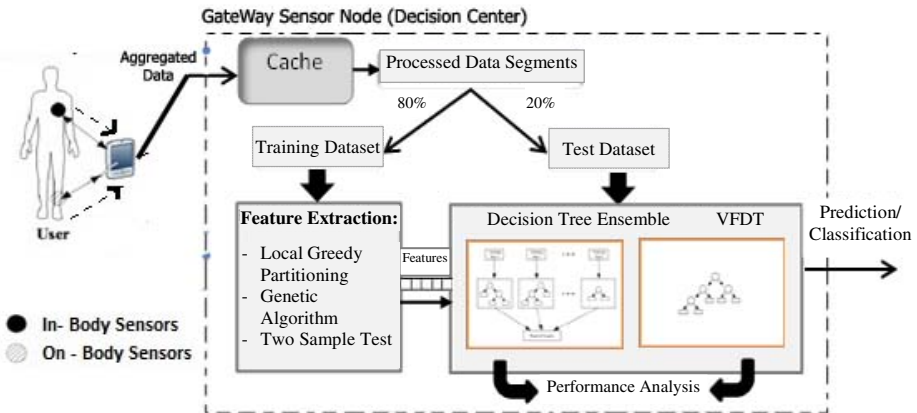 GateWay Sensor Node (Decision Center)
Aggregated
Data
Cache
Processed Data Segments
80%
20%
Training Dataset
Test Dataset
User
Feature Extraction:
- Local Greedy
Partitioning
- Genetic
Algorithm
- Two Sample Test
Features
Decision Tree Ensemble
VFDT
Prediction/
Classification
In- Body Sensors
On - Body Sensors
Performance Analysis